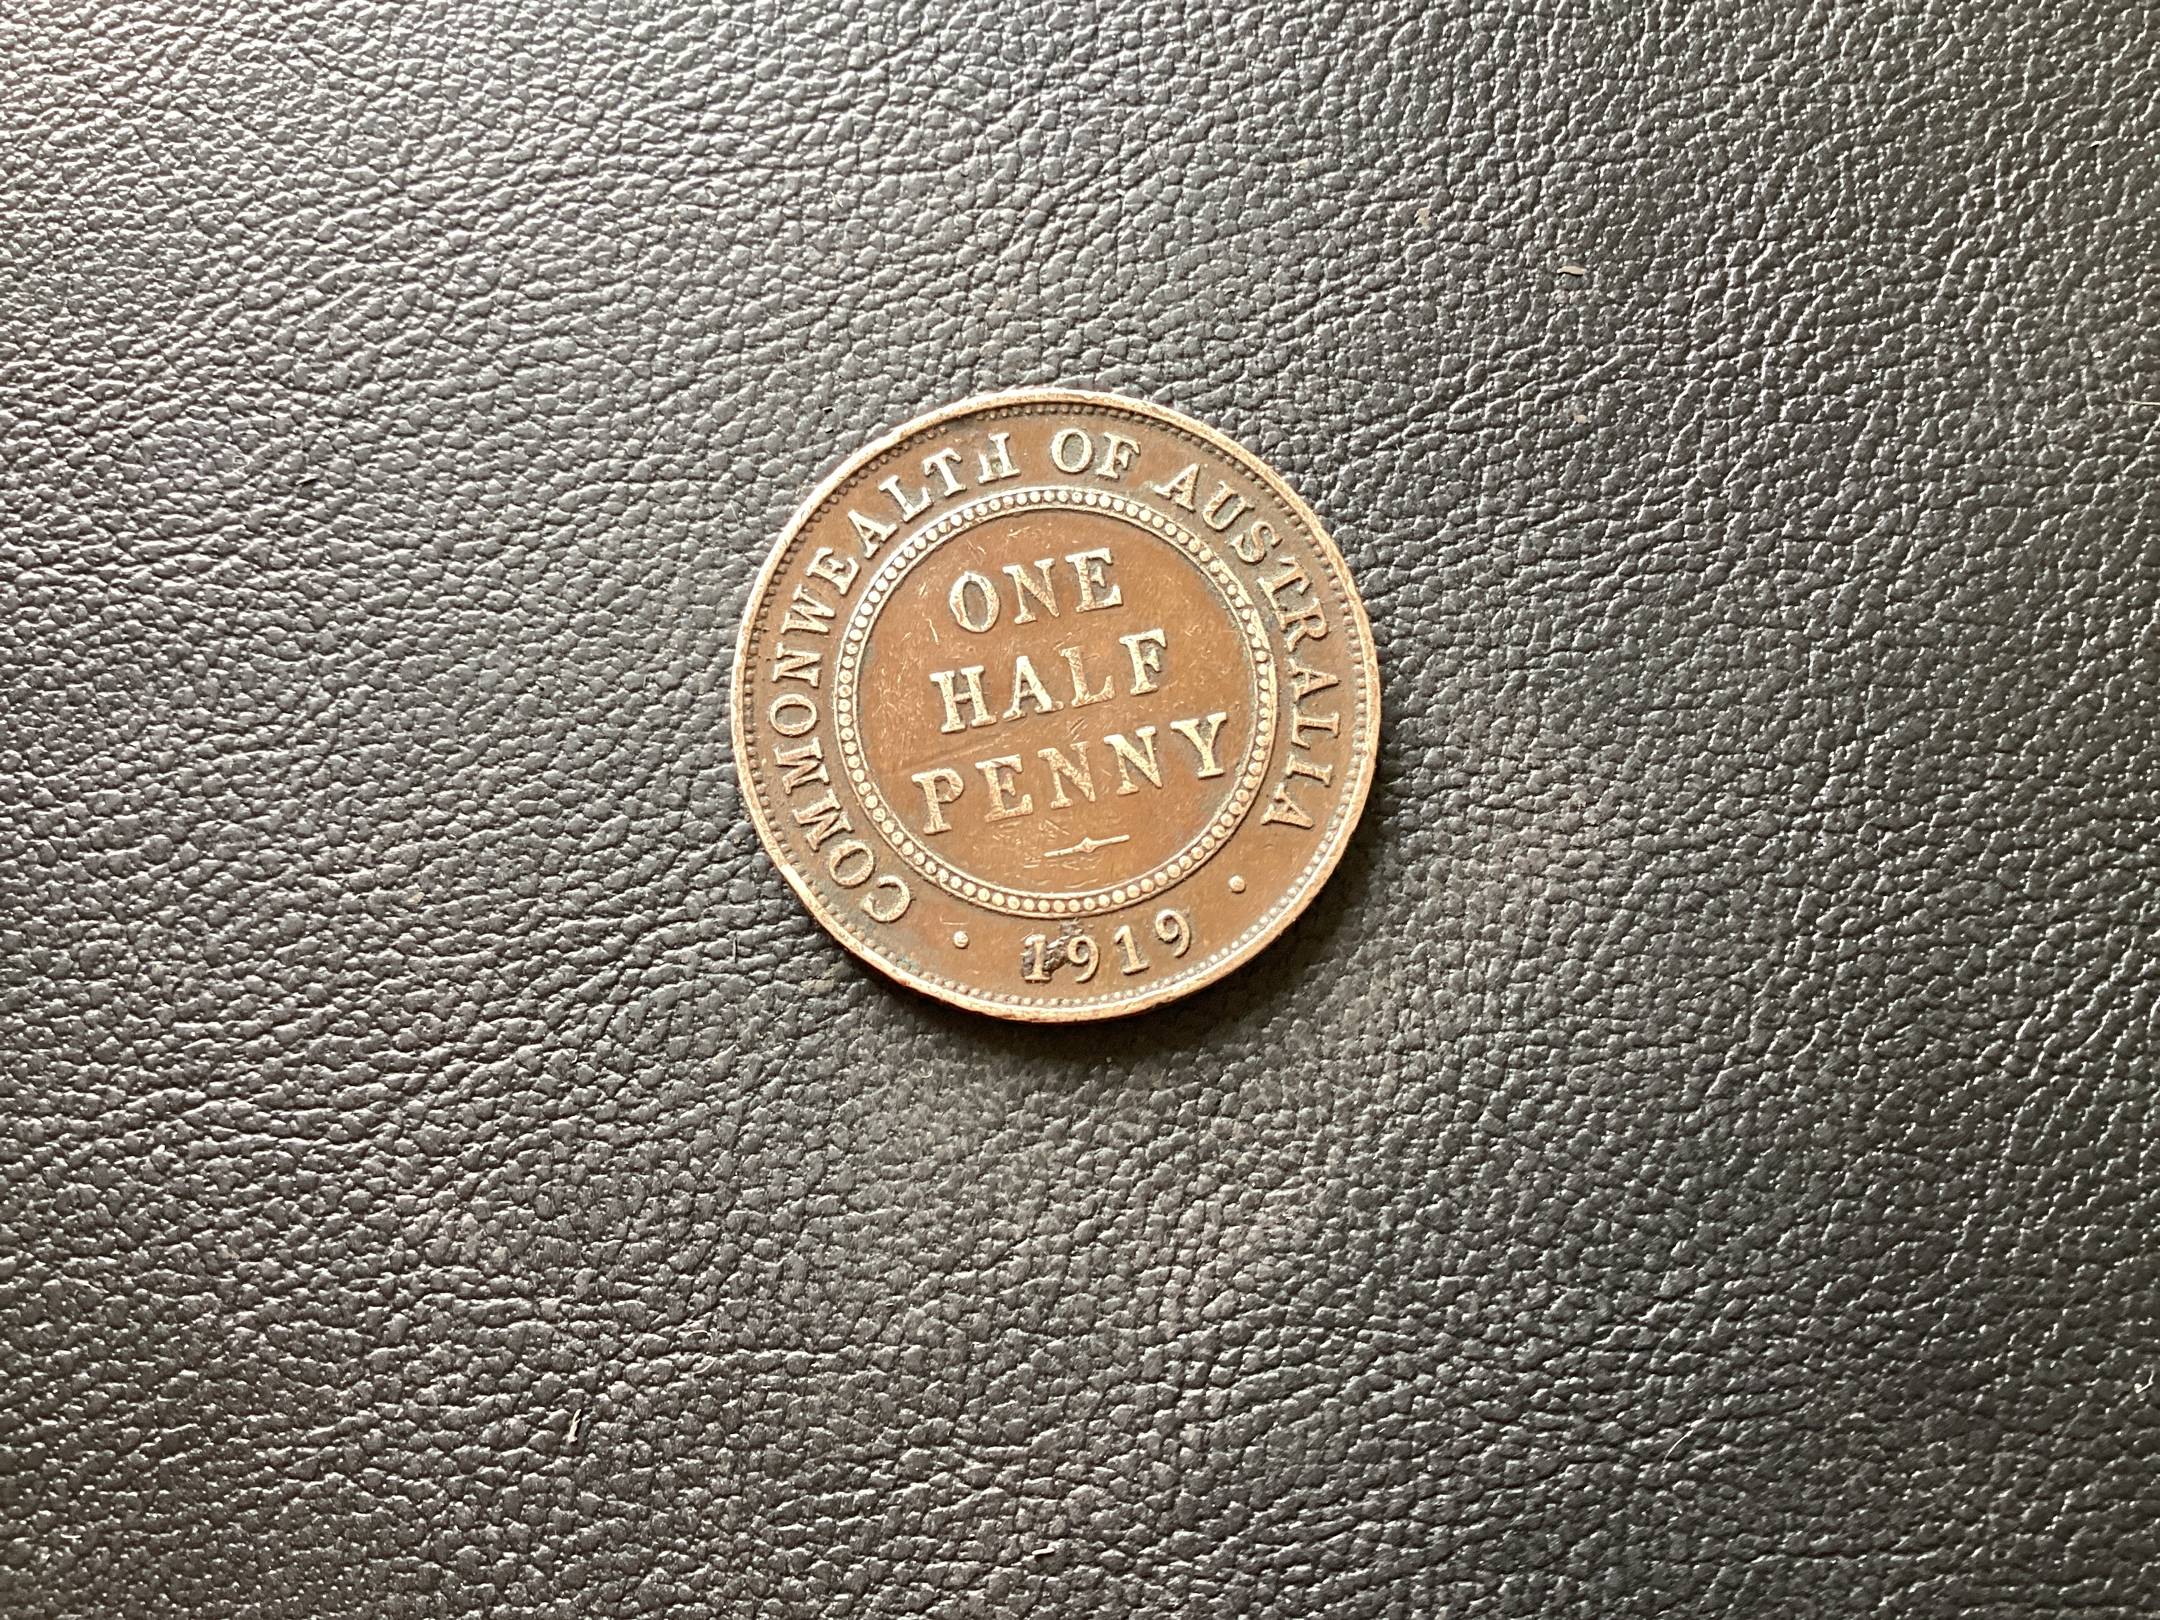 COMMONWEALTH OF AUSTRALIA
ONE
HALF
PENNY
· 1919 ·